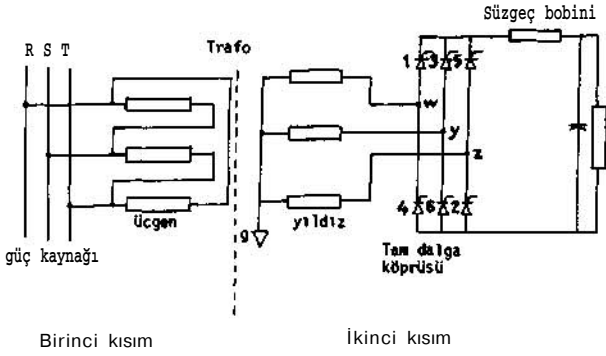 Süzgeç bobini
R S T
Trafo
1 3 5
w
y
z
üçgen
g
yıldız
4 6 2
güç kaynağı
Tam dalga
köprüsü
Birinci kısım
İkinci kısım